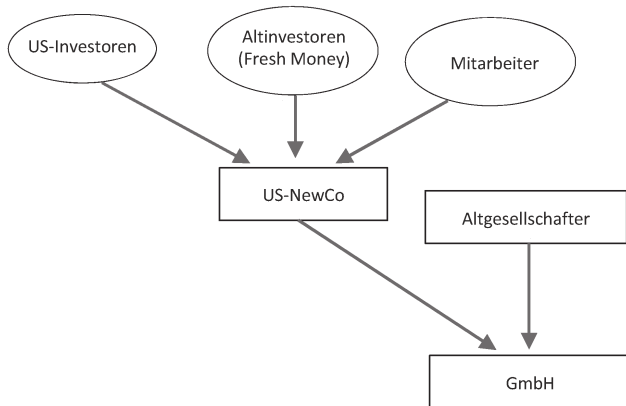 US-Investoren
Altinvestoren
(Fresh Money)
Mitarbeiter
US-NewCo
Altgesellschafter
GmbH